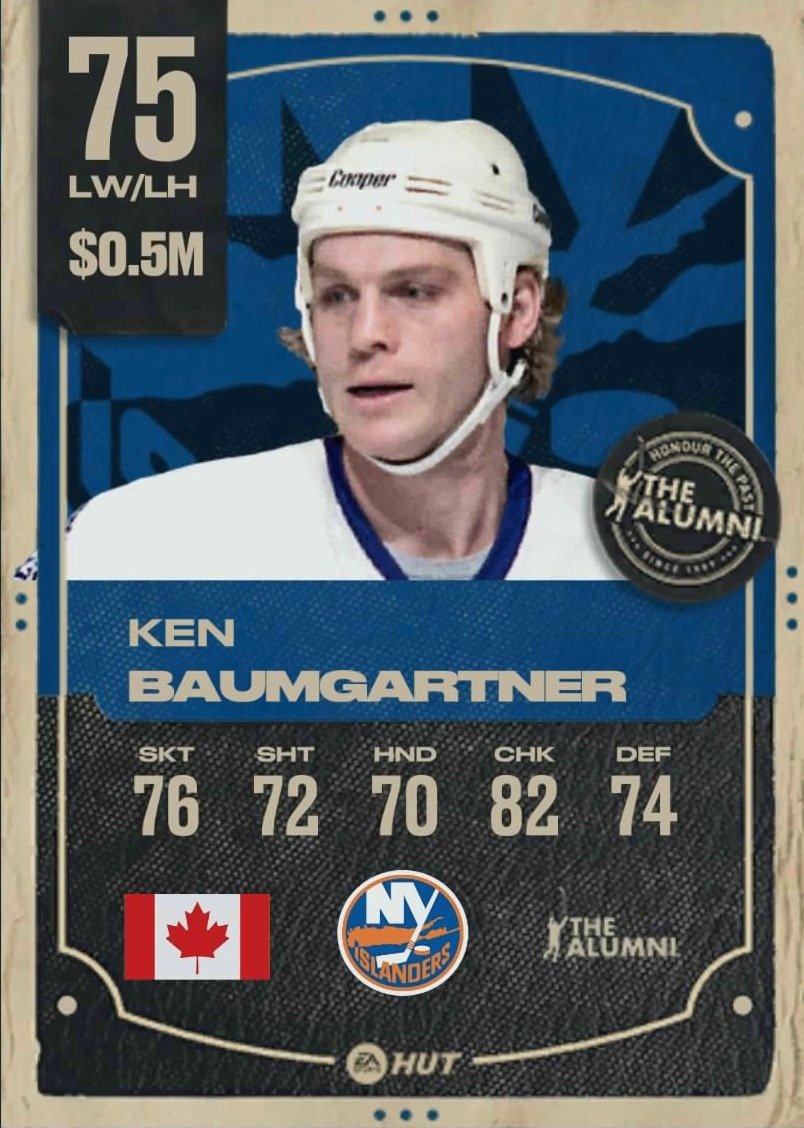 75
LW/LH
$0.5M
Cooper
HONOUR THE PAST
THE
ALUMNI
KEN
BAUMGARTNER
SKT SHT HND CHK DEF
76 72 70 82 74
NY
ISLANDERS
THE
ALUMNI
EA HUT